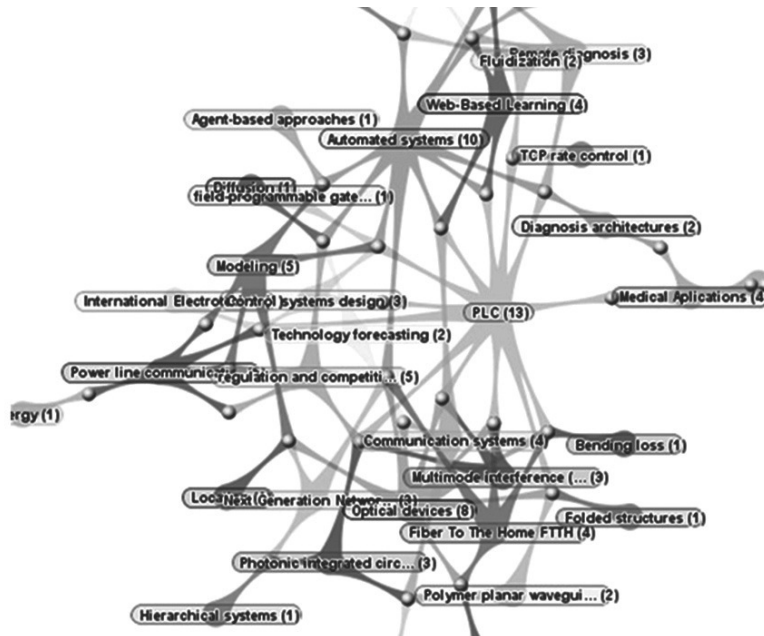 Remote diagnosis (3)
Fluidization (2)
Web-Based Learning (4)
Agent-based approaches (1)
Automated systems (10)
TCP rate control (1)
Diffusion (1)
field-programmable gate... (1)
Diagnosis architectures (2)
Modeling (5)
International Electrote
Control systems design (3)
Medical Aplications (4
PLC (13)
Technology forecasting (2)
Power line communicati
regulation and competiti... (5)
ergy (1)
Communication systems (4)
Bending loss (1)
Multimode interference (... (3)
Next Generation Networ... (3)
Optical devices (8)
Folded structures (1)
Fiber To The Home FTTH (4)
Photonic integrated circ... (3)
Polymer planar wavegui... (2)
Hierarchical systems (1)